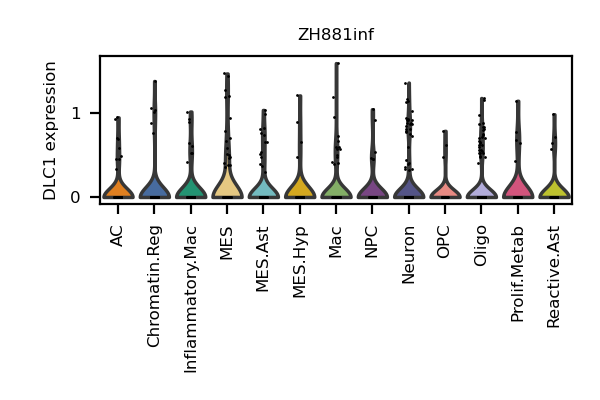 ZH881inf
DLC1 expression
1
0
AC
Chromatin.Reg
Inflammatory.Mac
MES
MES.Ast
MES.Hyp
Mac
NPC
Neuron
OPC
Oligo
Prolif.Metab
Reactive.Ast